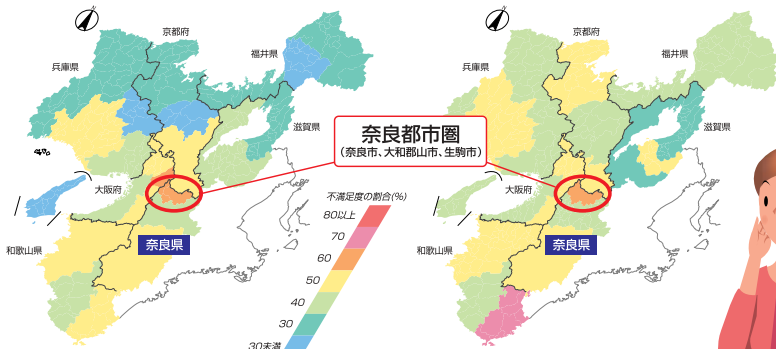 N
京都府
福井県
兵庫県
滋賀県
大阪府
奈良県
和歌山県
奈良都市圏
(奈良市、大和郡山市、生駒市)
不満足度の割合(%)
80以上
70
60
50
40
30
30未満
N
京都府
福井県
兵庫県
滋賀県
大阪府
奈良県
和歌山県